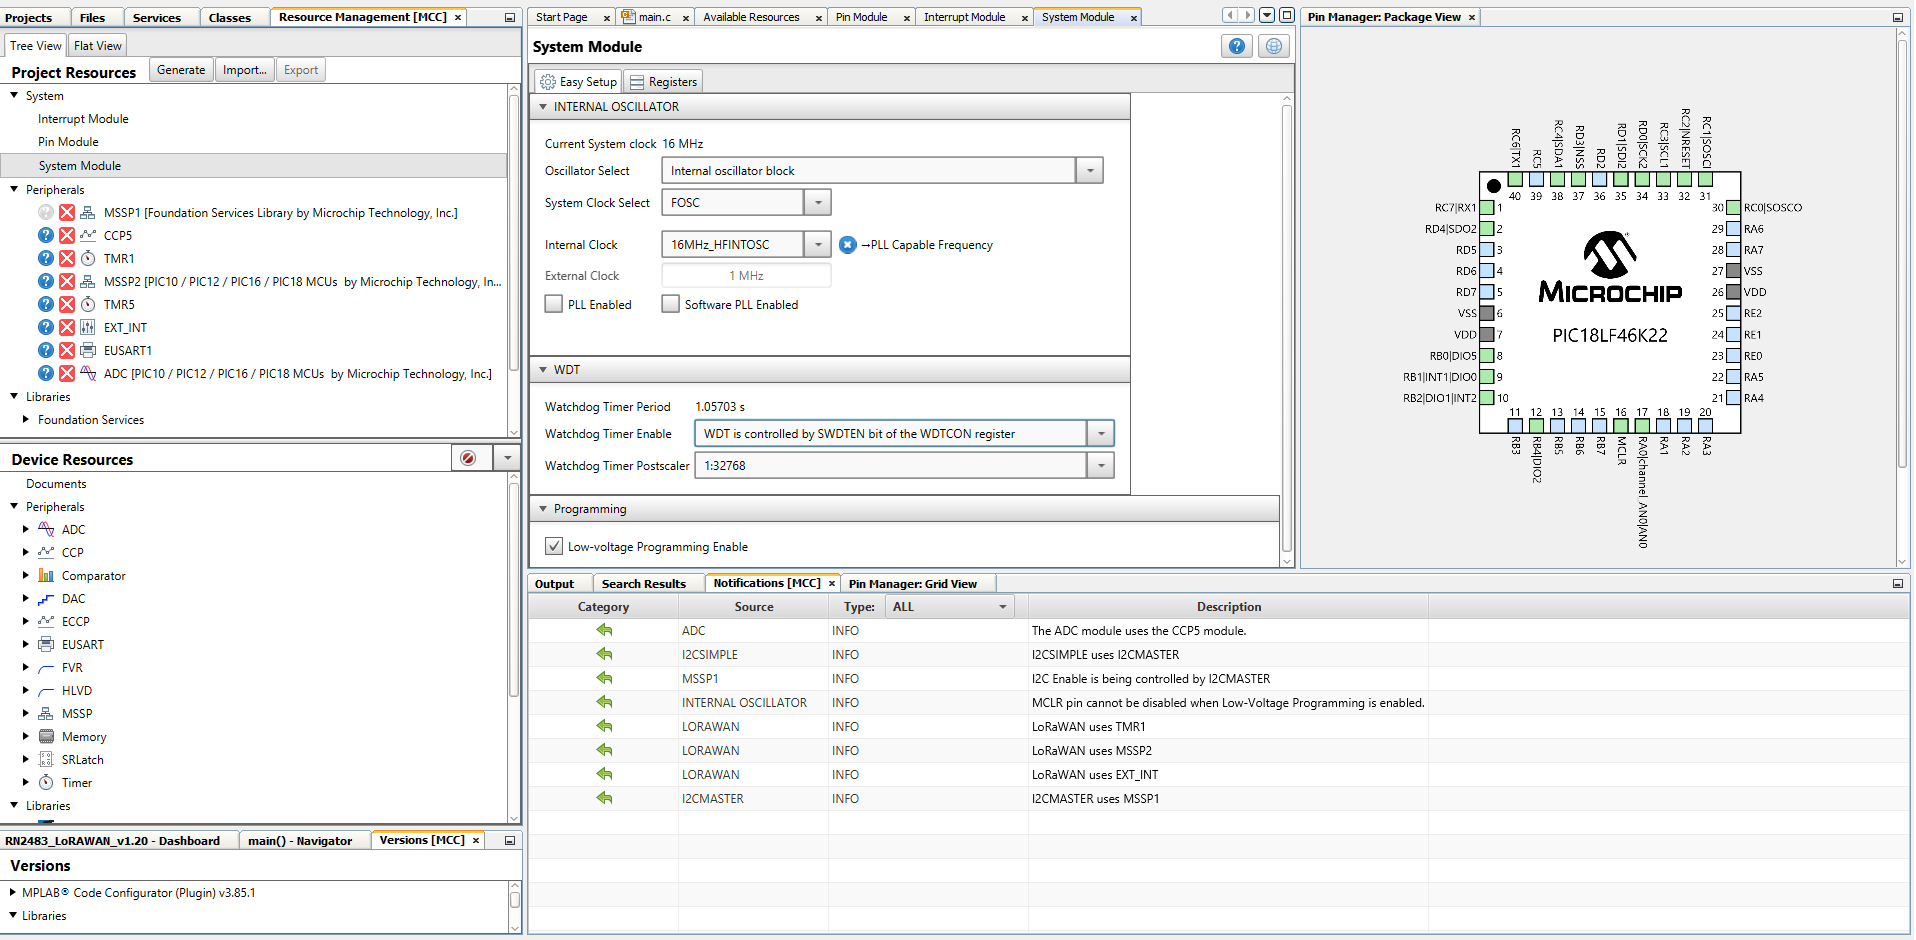 Projects Files Services Classes Resource Management [MCC] ×
Tree View Flat View
Project Resources Generate Import... Export
System
Interrupt Module
Pin Module
System Module
Peripherals
MSSP1 [Foundation Services Library by Microchip Technology, Inc.]
CCP5
TMR1
MSSP2 [PIC10 / PIC12 / PIC16 / PIC18 MCUs by Microchip Technology, In...
TMR5
EXT_INT
EUSART1
ADC [PIC10 / PIC12 / PIC16 / PIC18 MCUs by Microchip Technology, Inc.]
Libraries
Foundation Services
Device Resources
Documents
Peripherals
ADC
CCP
Comparator
DAC
ECCP
EUSART
FVR
HLVD
MSSP
Memory
SRLatch
Timer
Libraries
RN2483_LoRAWAN_v1.20 - Dashboard main() - Navigator Versions [MCC] ×
Versions
MPLAB® Code Configurator (Plugin) v3.85.1
Libraries
Start Page × main.c × Available Resources × Pin Module × Interrupt Module × System Module ×
System Module
Easy Setup Registers
INTERNAL OSCILLATOR
Current System clock 16 MHz
Oscillator Select Internal oscillator block
System Clock Select FOSC
Internal Clock 16MHz_HFINTOSC →PLL Capable Frequency
External Clock 1 MHz
PLL Enabled Software PLL Enabled
WDT
Watchdog Timer Period 1.05703 s
Watchdog Timer Enable WDT is controlled by SWDTEN bit of the WDTCON register
Watchdog Timer Postscaler 1:32768
Programming
Low-voltage Programming Enable
Output Search Results Notifications [MCC] × Pin Manager: Grid View
Category Source Type: ALL Description
ADC INFO The ADC module uses the CCP5 module.
I2CSIMPLE INFO I2CSIMPLE uses I2CMASTER
MSSP1 INFO I2C Enable is being controlled by I2CMASTER
INTERNAL OSCILLATOR INFO MCLR pin cannot be disabled when Low-Voltage Programming is enabled.
LORAWAN INFO LoRaWAN uses TMR1
LORAWAN INFO LoRaWAN uses MSSP2
LORAWAN INFO LoRaWAN uses EXT_INT
I2CMASTER INFO I2CMASTER uses MSSP1
Pin Manager: Package View ×
RC6|TX1 RC5 RC4|SDA1 RD3|NSS RD2 RD1|SDI2 RD0|SCK2 RC3|SCL1 RC2|NRESET RC1|SOSCI
40 39 38 37 36 35 34 33 32 31
RC7|RX1 1 30 RC0|SOSCO
RD4|SDO2 2 29 RA6
RD5 3 28 RA7
RD6 4 27 VSS
RD7 5 26 VDD
VSS 6 25 RE2
VDD 7 24 RE1
RB0|DIO5 8 23 RE0
RB1|INT1|DIO0 9 22 RA5
RB2|DIO1|INT2 10 21 RA4
MICROCHIP
PIC18LF46K22
11 12 13 14 15 16 17 18 19 20
RB3 RB4|DIO2 RB5 RB6 RB7 MCLR RA0|channel_AN0|AN0 RA1 RA2 RA3